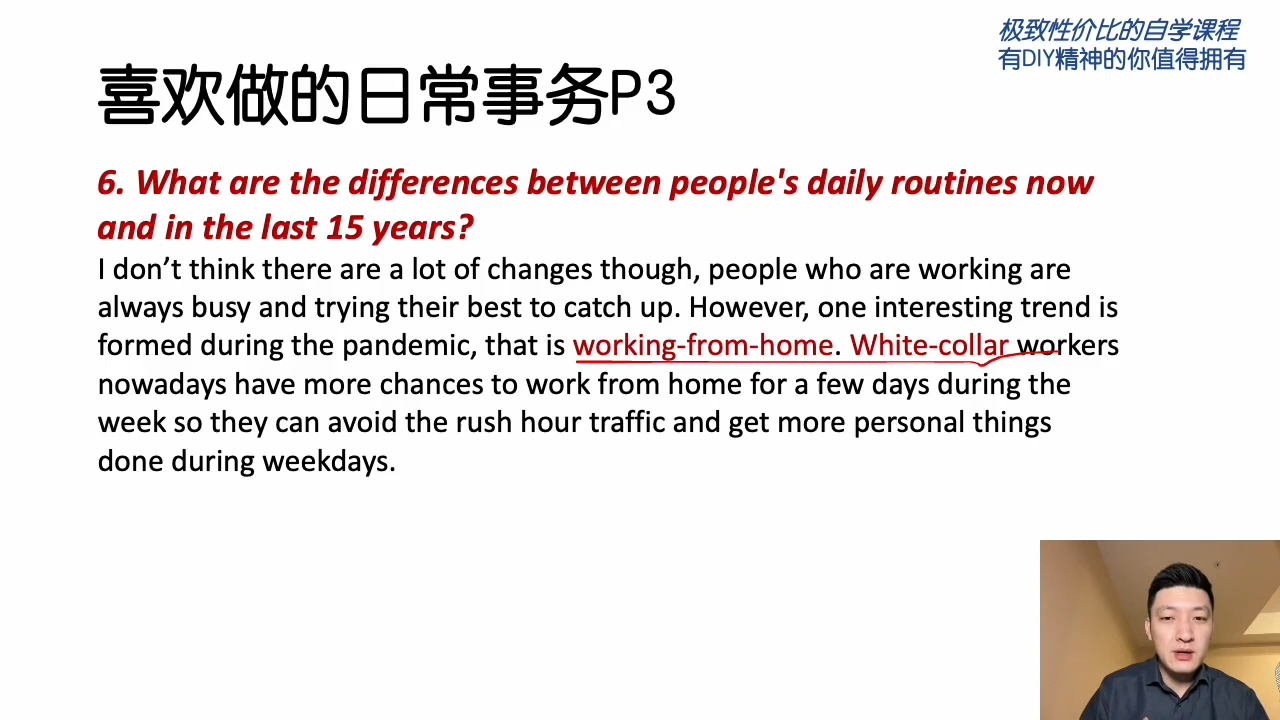 极致性价比的自学课程
有DIY精神的你值得拥有
喜欢做的日常事务P3
6. What are the differences between people's daily routines now
and in the last 15 years?
I don’t think there are a lot of changes though, people who are working are
always busy and trying their best to catch up. However, one interesting trend is
formed during the pandemic, that is working-from-home. White-collar workers
nowadays have more chances to work from home for a few days during the
week so they can avoid the rush hour traffic and get more personal things
done during weekdays.